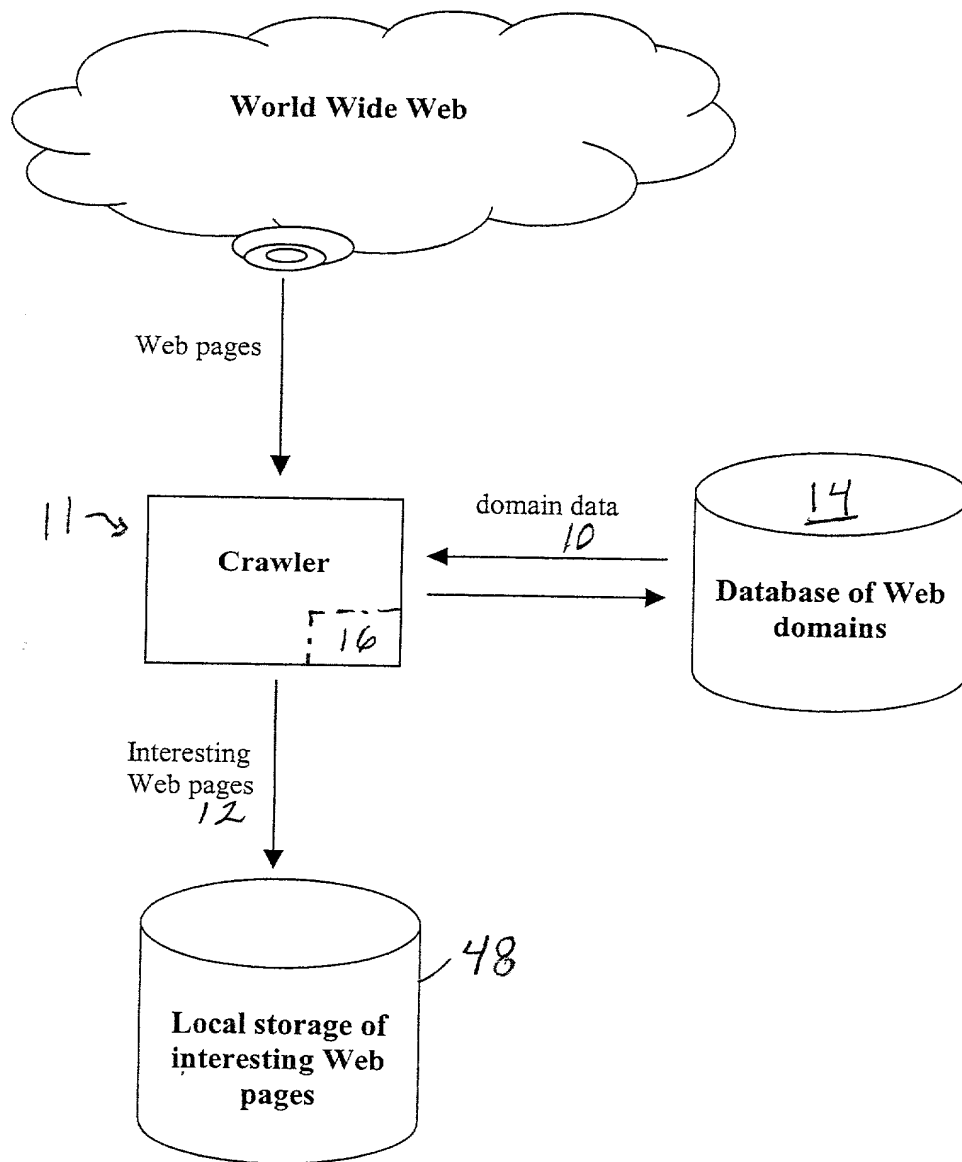 World Wide Web
Web pages
11
Crawler
16
domain data
10
14
Database of Web
domains
Interesting
Web pages
12
48
Local storage of
interesting Web
pages